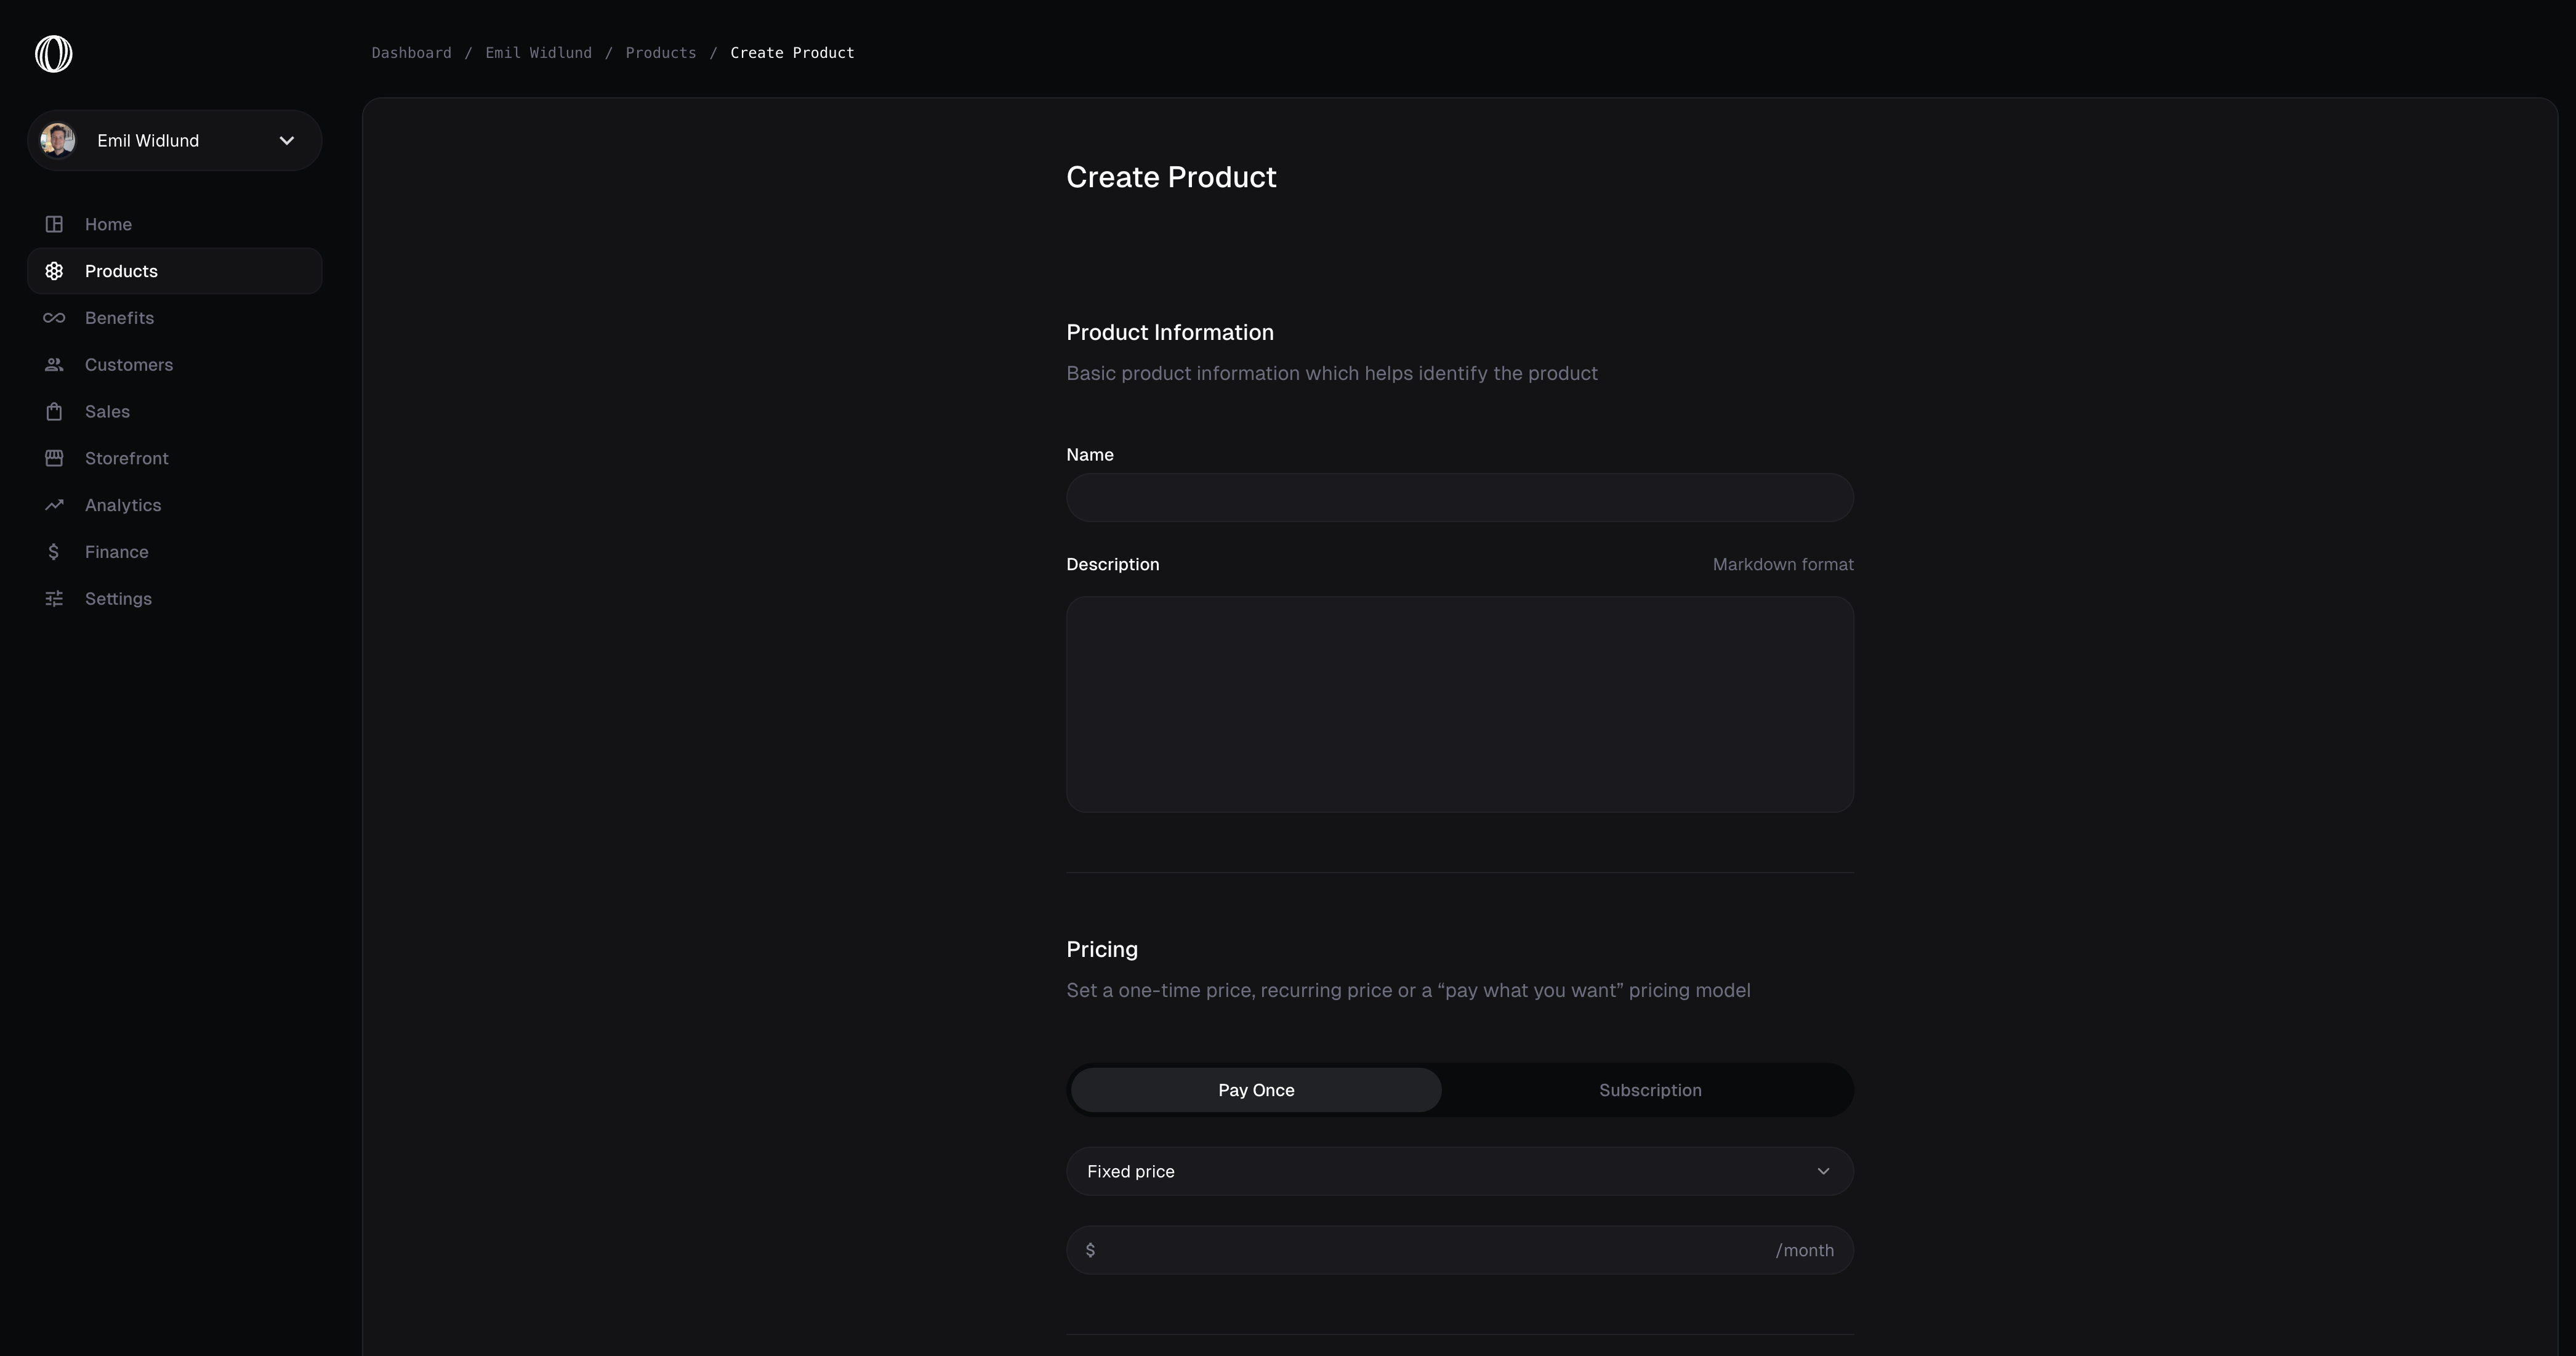 Dashboard / Emil Widlund / Products / Create Product
Emil Widlund
Home
Products
Benefits
Customers
Sales
Storefront
Analytics
Finance
Settings
Create Product
Product Information
Basic product information which helps identify the product
Name
Description Markdown format
Pricing
Set a one-time price, recurring price or a “pay what you want” pricing model
Pay Once Subscription
Fixed price
$ /month